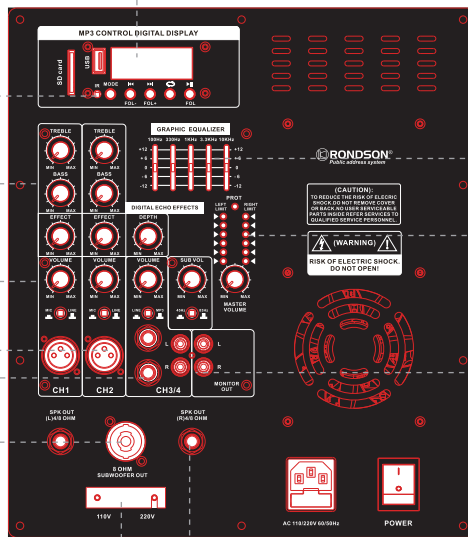 MP3 CONTROL DIGITAL DISPLAY
SD card
USB
IR
MODE
FOL-
FOL+
FOL
TREBLE
TREBLE
MIN MAX
MIN MAX
BASS
BASS
MIN MAX
MIN MAX
EFFECT
EFFECT
DEPTH
MIN MAX
MIN MAX
MIN MAX
VOLUME
VOLUME
VOLUME
SUB VOL
MIN MAX
MIN MAX
MIN MAX
MIN MAX
MIN MAX
MASTER
VOLUME
GRAPHIC EQUALIZER
100Hz 330Hz 1KHz 3.3KHz 10KHz
+12 +12
+6 +6
0 0
-6 -6
-12 -12
DIGITAL ECHO EFFECTS
PROT
LEFT LIMIT
RIGHT LIMIT
MIC LINE
MIC LINE
LINE MP3
L
R
L
R
CH1
CH2
CH3/4
MONITOR
OUT
SPK OUT
(L)4/8 OHM
SPK OUT
(R)4/8 OHM
8 OHM
SUBWOOFER OUT
110V 220V
RONDSON®
Public address system
(CAUTION):
TO REDUCE THE RISK OF ELECRIC
SHOCK.DO NOT REMOVE COVER
OR BACK.NO USER SERVICEABLE
PARTS INSIDE REFER SERVICES TO
QUALIFIED SERVICE PERSONNEL.
(WARNING)
RISK OF ELECTRIC SHOCK.
DO NOT OPEN!
AC 110/220V 60/50Hz
POWER